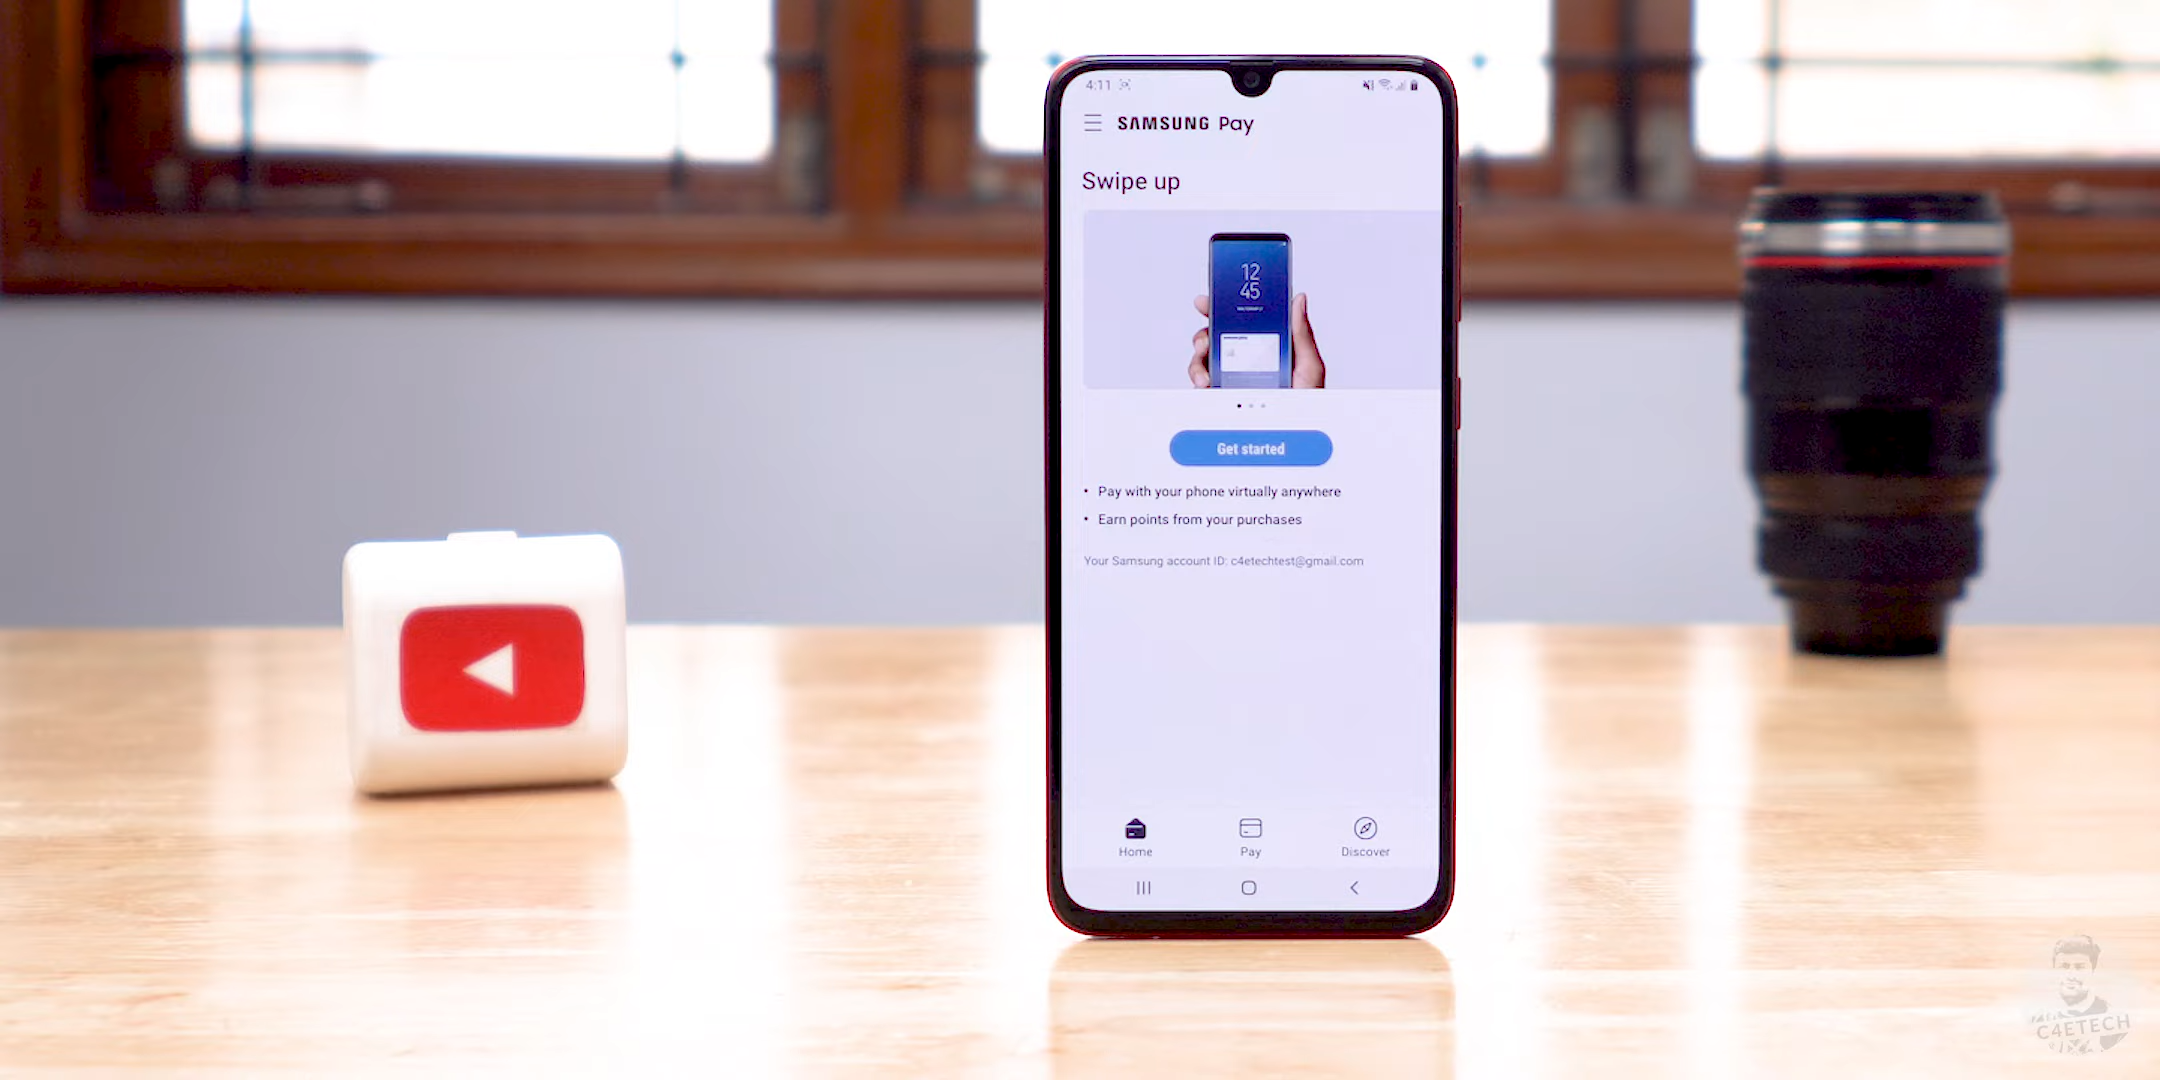 4:11
SAMSUNG Pay
Swipe up
12
45
Get started
• Pay with your phone virtually anywhere
• Earn points from your purchases
Your Samsung account ID: c4etechtest@gmail.com
Home Pay Discover
C4ETECH